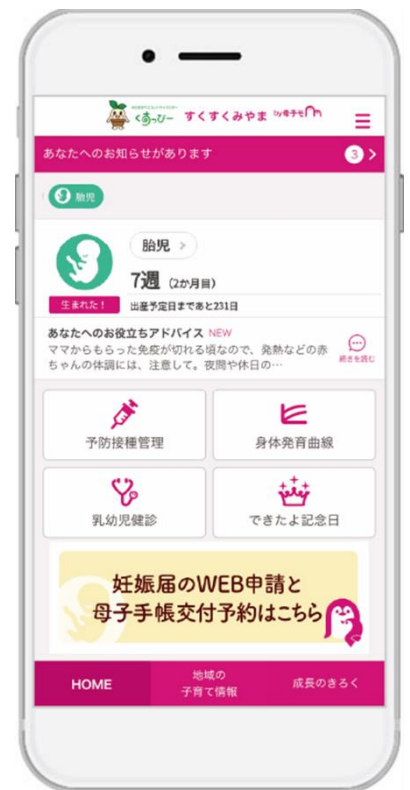 くすっぴー すくすくみやま by母子モ
あなたへのお知らせがあります 3
胎児
胎児
7週 (2か月目)
生まれた! 出産予定日まであと231日
あなたへのお役立ちアドバイス NEW
ママからもらった免疫が切れる頃なので、発熱などの赤
ちゃんの体調には、注意して。夜間や休日の…
続きを読む
予防接種管理
身体発育曲線
乳幼児健診
できたよ記念日
妊娠届のWEB申請と
母子手帳交付予約はこちら
HOME
地域の
子育て情報
成長のきろく